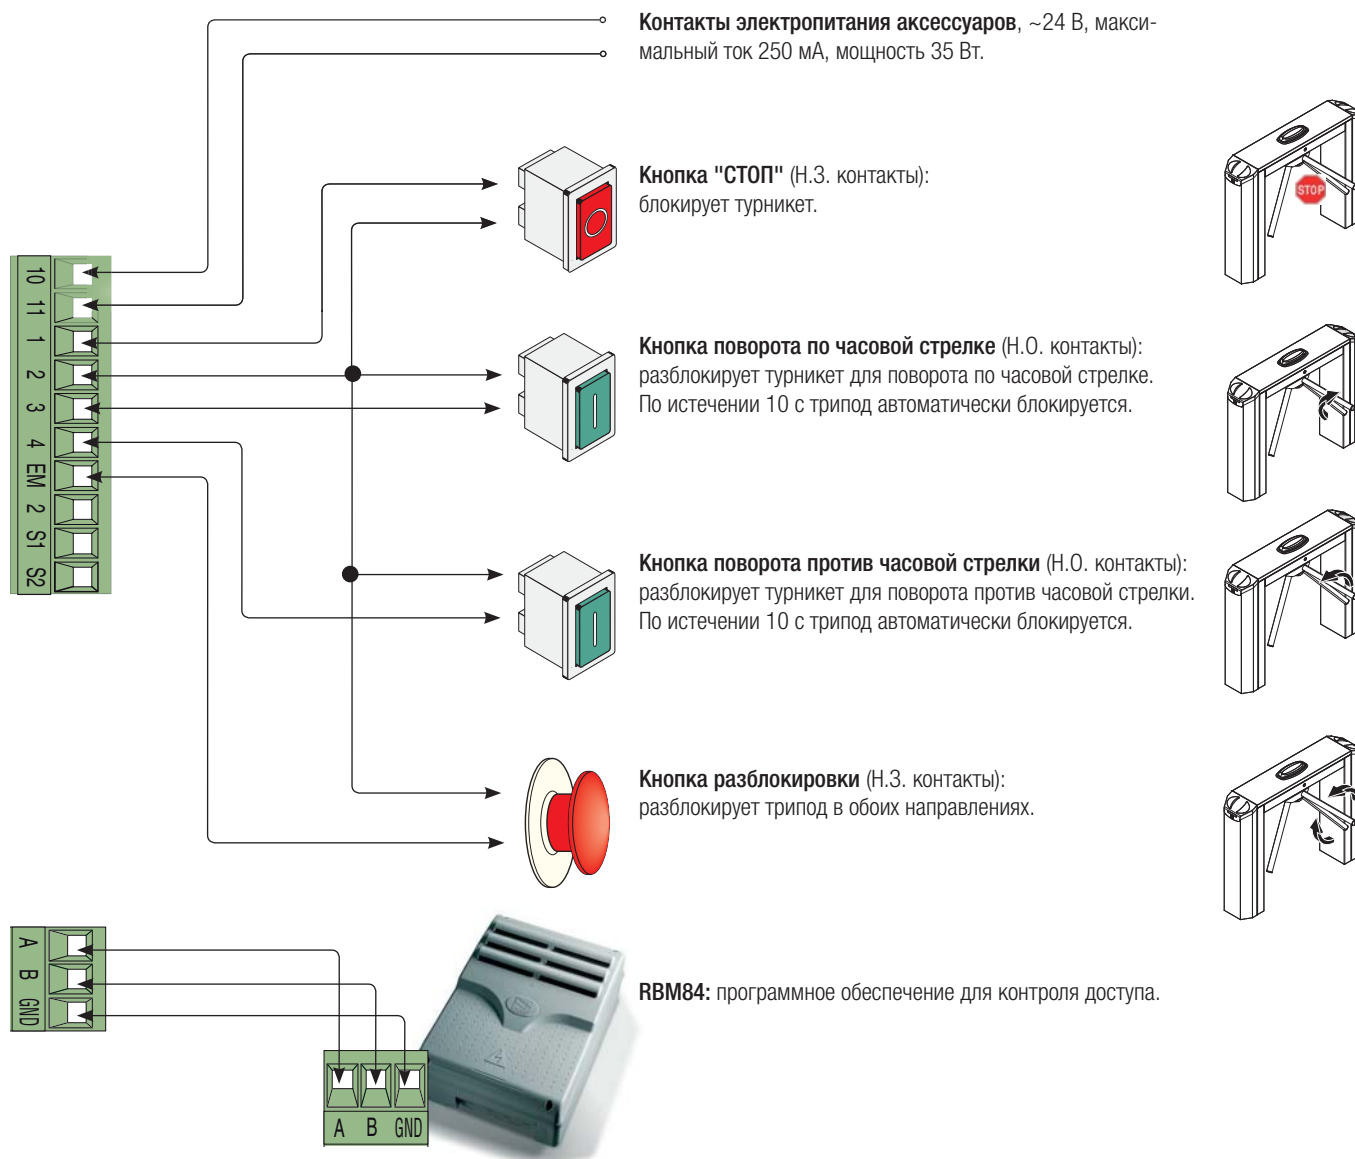 Контакты электропитания аксессуаров, ~24 В, макси-
мальный ток 250 мА, мощность 35 Вт.
Кнопка "СТОП" (Н.З. контакты):
блокирует турникет.
STOP
10
11
1
2
3
4
EM
2
S1
S2
Кнопка поворота по часовой стрелке (Н.О. контакты):
разблокирует турникет для поворота по часовой стрелке.
По истечении 10 с трипод автоматически блокируется.
Кнопка поворота против часовой стрелки (Н.О. контакты):
разблокирует турникет для поворота против часовой стрелки.
По истечении 10 с трипод автоматически блокируется.
Кнопка разблокировки (Н.З. контакты):
разблокирует трипод в обоих направлениях.
A
B
GND
RBM84: программное обеспечение для контроля доступа.
A B GND